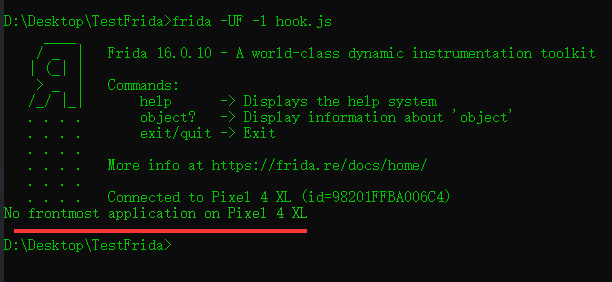 D:\Desktop\TestFrida>frida -UF -l hook.js
     ____
    / _  |   Frida 16.0.10 - A world-class dynamic instrumentation toolkit
   | (_| |
    > _  |   Commands:
   /_/ |_|       help      -> Displays the help system
   . . . .       object?   -> Display information about 'object'
   . . . .       exit/quit -> Exit
   . . . .
   . . . .   More info at https://frida.re/docs/home/
   . . . .
   . . . .   Connected to Pixel 4 XL (id=98201FFBA006C4)
No frontmost application on Pixel 4 XL
D:\Desktop\TestFrida>